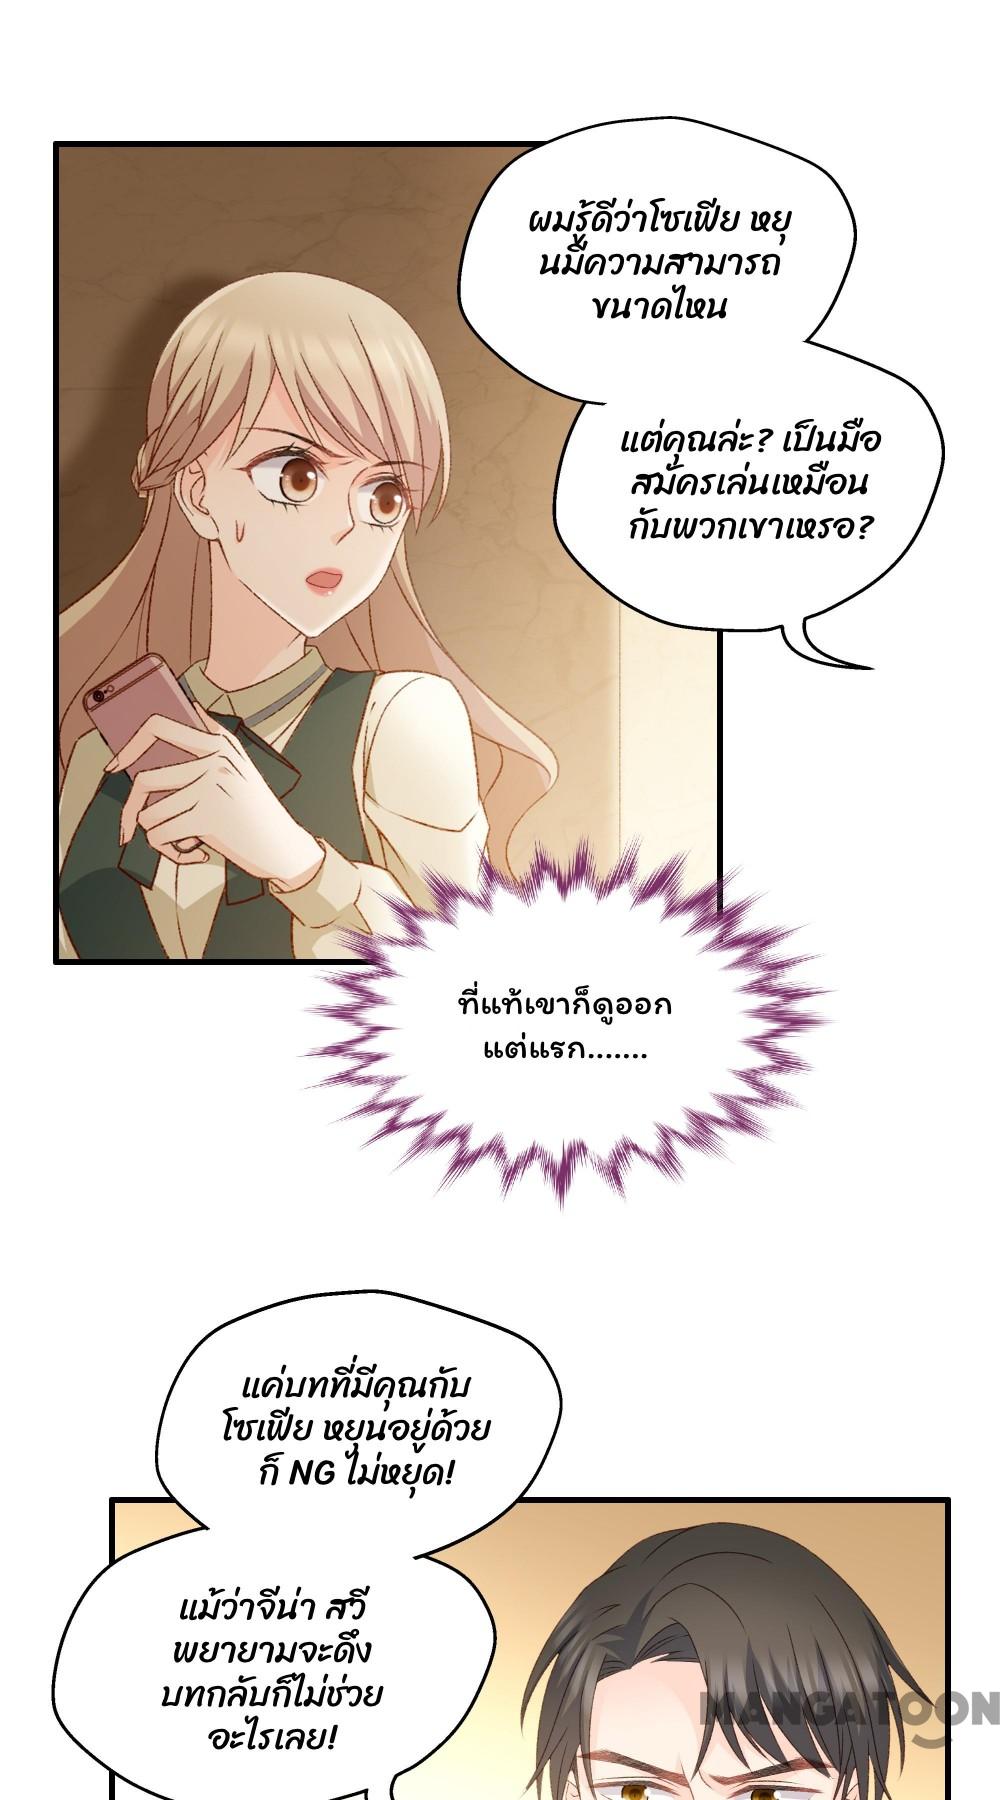 ผมรู้ดีว่าโซเฟีย หยุ
นมีความสามารถ
ขนาดไหน
แต่คุณล่ะ? เป็นมือ
สมัครเล่นเหมือน
กับพวกเขาเหรอ?
ที่แท้เขาก็ดูออก
แต่แรก.......
แค่บทที่มีคุณกับ
โซเฟีย หยุนอยู่ด้วย
ก็ NG ไม่หยุด!
แม้ว่าจีน่า สวี
พยายามจะดึง
บทกลับก็ไม่ช่วย
อะไรเลย!
MANGATOON